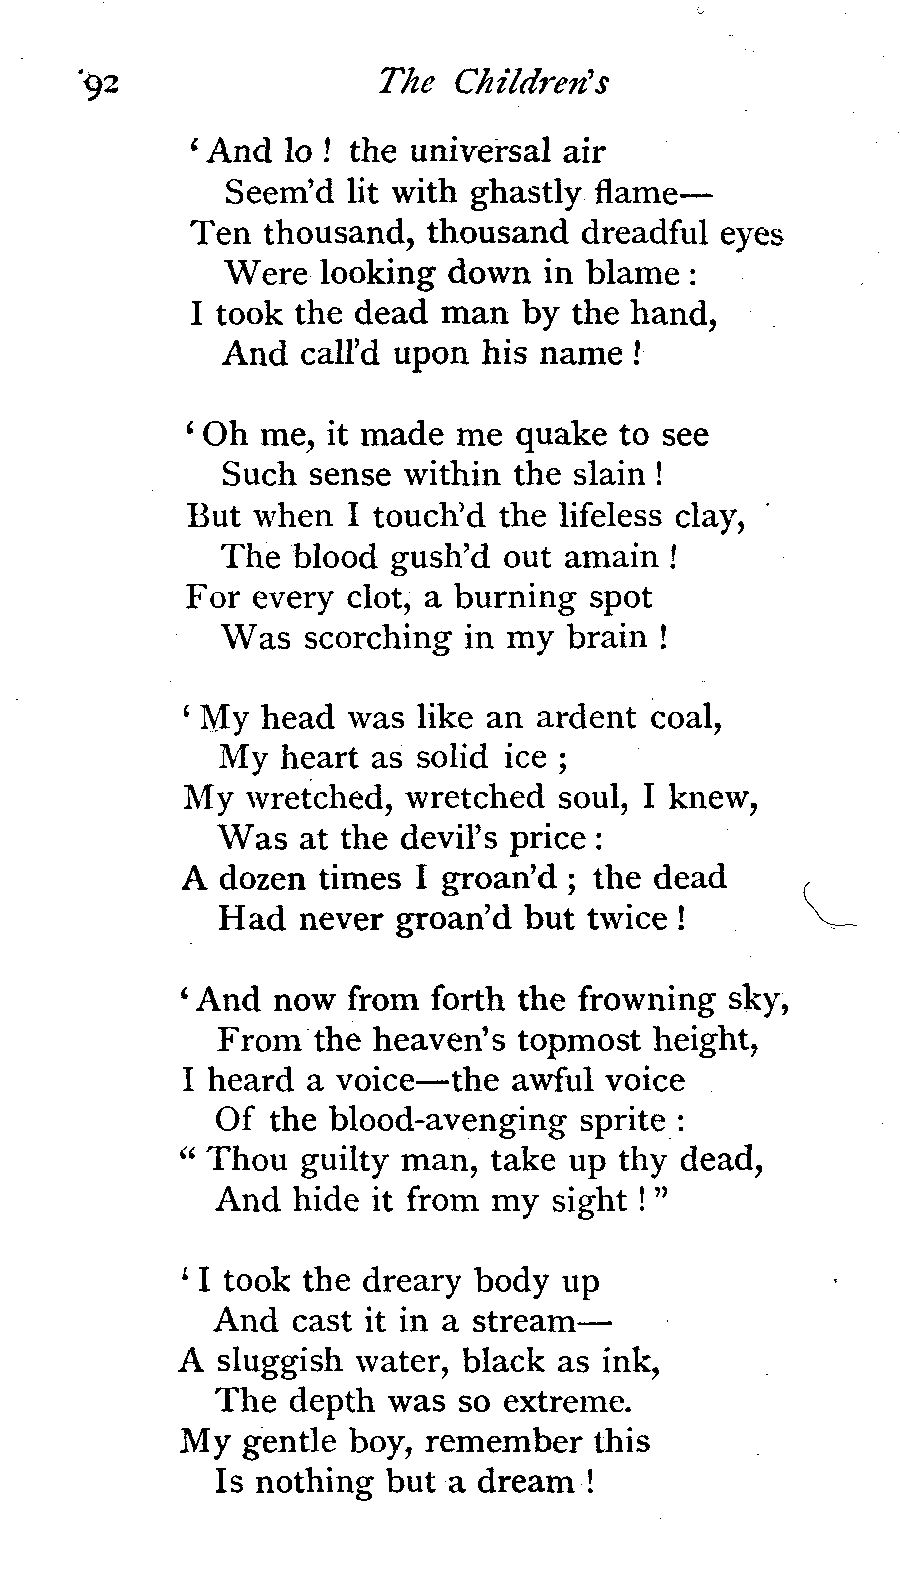 92 The Children's
‘And lo! the universal air
Seem'd lit with ghastly flame—
Ten thousand, thousand dreadful eyes
Were looking down in blame:
I took the dead man by the hand,
And call'd upon his name!
‘Oh me, it made me quake to see
Such sense within the slain!
But when I touch'd the lifeless clay,
The blood gush'd out amain!
For every clot, a burning spot
Was scorching in my brain!
‘My head was like an ardent coal,
My heart as solid ice;
My wretched, wretched soul, I knew,
Was at the devil's price:
A dozen times I groan'd; the dead
Had never groan'd but twice!
‘And now from forth the frowning sky,
From the heaven's topmost height,
I heard a voice—the awful voice
Of the blood-avenging sprite:
“Thou guilty man, take up thy dead,
And hide it from my sight!”
‘I took the dreary body up
And cast it in a stream—
A sluggish water, black as ink,
The depth was so extreme.
My gentle boy, remember this
Is nothing but a dream!